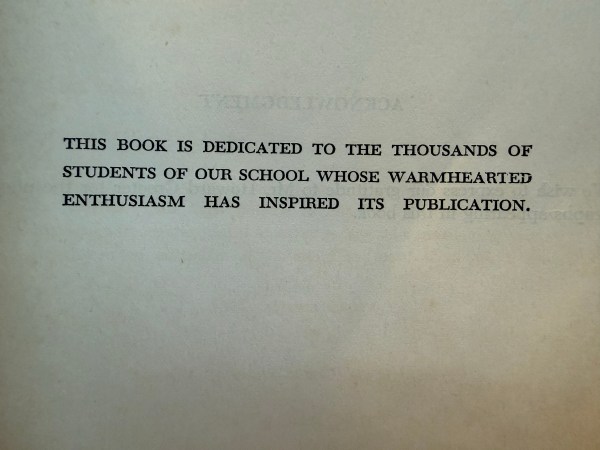 ACKNOWLEDGMENT
THIS BOOK IS DEDICATED TO THE THOUSANDS OF
STUDENTS OF OUR SCHOOL WHOSE WARMHEARTED
ENTHUSIASM HAS INSPIRED ITS PUBLICATION.